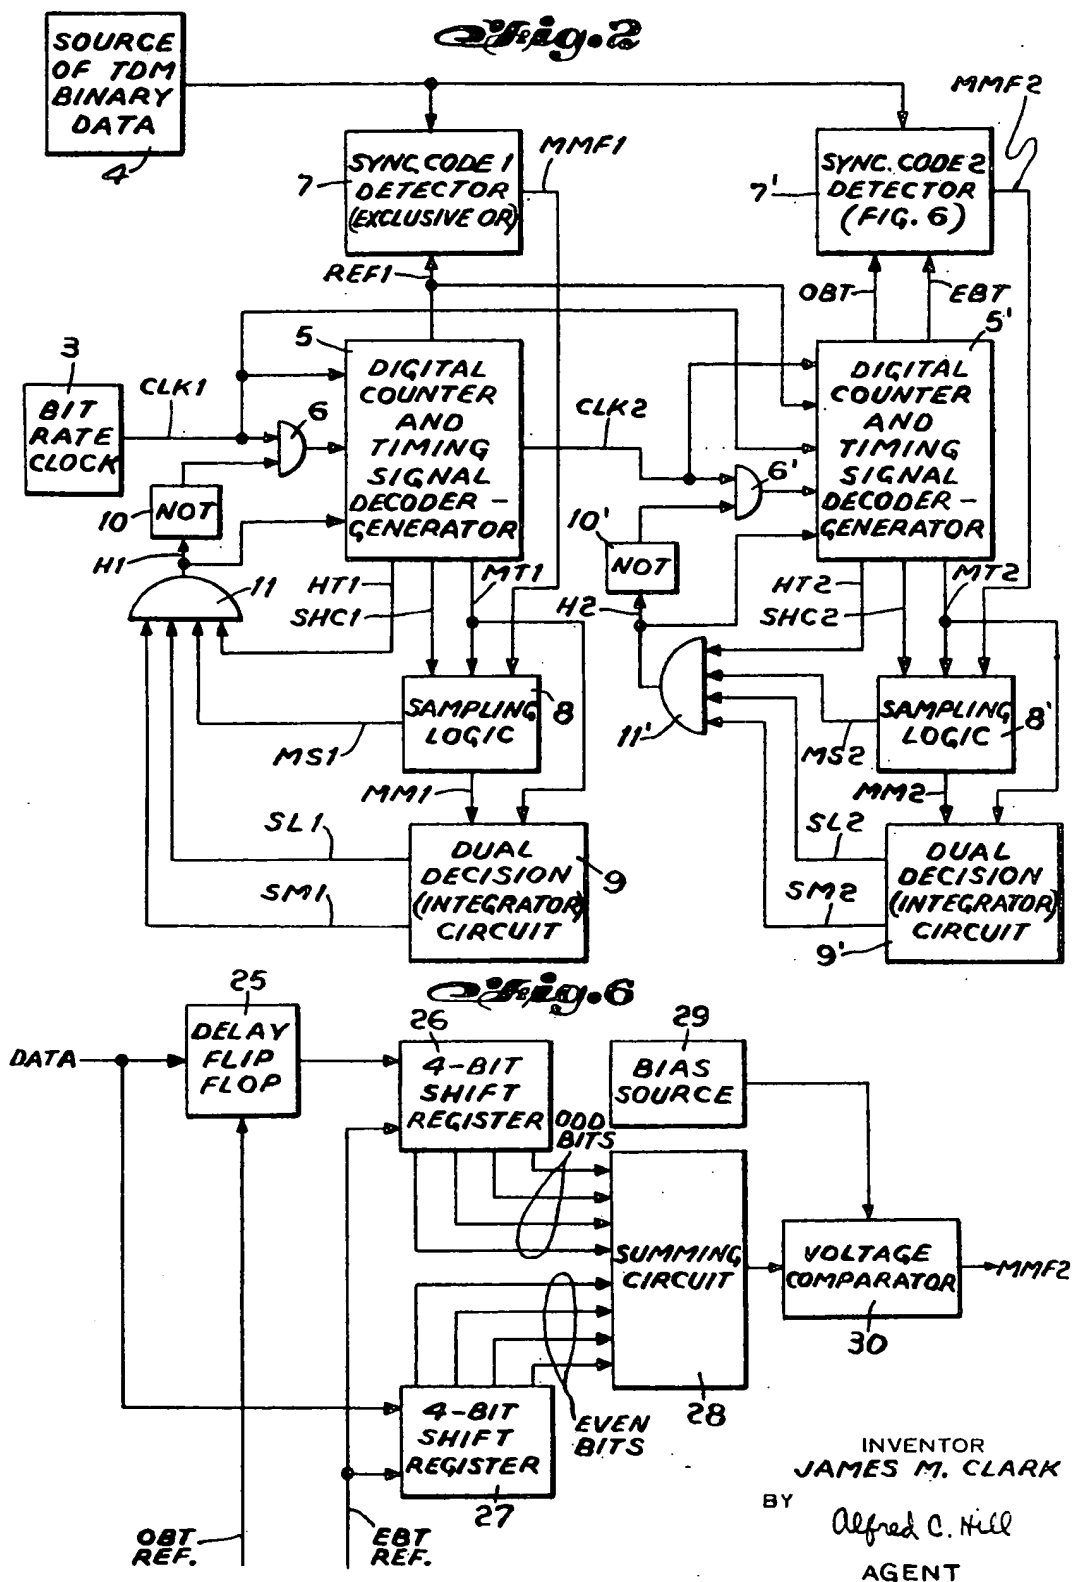 Fig. 2
SOURCE
OF TDM
BINARY
DATA
4
MMF2
7
SYNC. CODE 1
DETECTOR
(EXCLUSIVE OR)
MMF1
7'
SYNC. CODE 2
DETECTOR
(FIG. 6)
REF1
OBT
EBT
5'
3
BIT
RATE
CLOCK
CLK1
6
5
DIGITAL
COUNTER
AND
TIMING
SIGNAL
DECODER-
GENERATOR
CLK2
6'
DIGITAL
COUNTER
AND
TIMING
SIGNAL
DECODER-
GENERATOR
10
NOT
H1
11
HT1
SHC1
MT1
10'
NOT
H2
HT2
SHC2
MT2
SAMPLING
LOGIC
8
11'
SAMPLING
LOGIC
8'
MS1
MM1
MS2
MM2
SL1
SM1
DUAL
DECISION
(INTEGRATOR)
CIRCUIT
9
SL2
SM2
DUAL
DECISION
(INTEGRATOR)
CIRCUIT
9'
Fig. 6
25
DATA
DELAY
FLIP
FLOP
26
4-BIT
SHIFT
REGISTER
29
BIAS
SOURCE
ODD
BITS
SUMMING
CIRCUIT
28
VOLTAGE
COMPARATOR
30
MMF2
EVEN
BITS
4-BIT
SHIFT
REGISTER
27
OBT
REF.
EBT
REF.
INVENTOR
JAMES M. CLARK
BY
Alfred C. Hill
AGENT